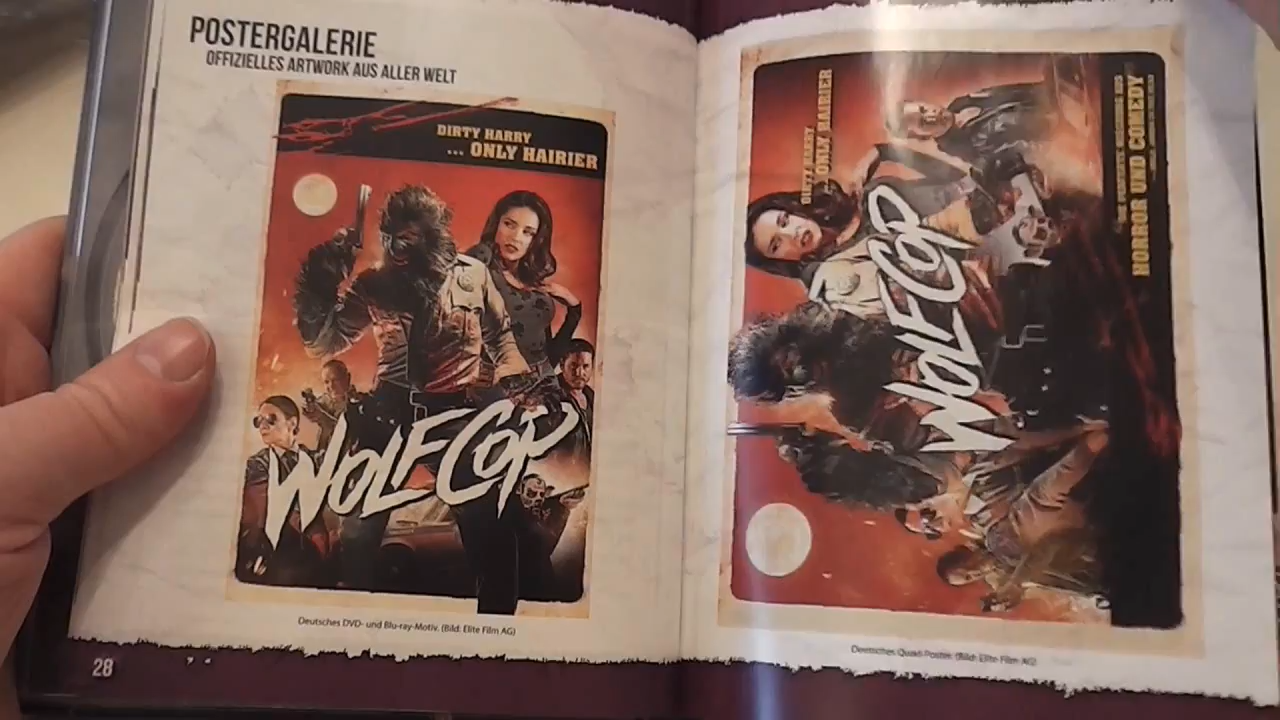 POSTERGALERIE
OFFIZIELLES ARTWORK AUS ALLER WELT
DIRTY HARRY
... ONLY HAIRIER
WOLFCOP
Deutsches DVD- und Blu-ray-Motiv. (Bild: Elite Film AG)
28
DIRTY HARRY
ONLY HAIRIER
WOLFCOP
HORROR UND COMEDY
Deutsches Quad-Poster. (Bild: Elite Film AG)